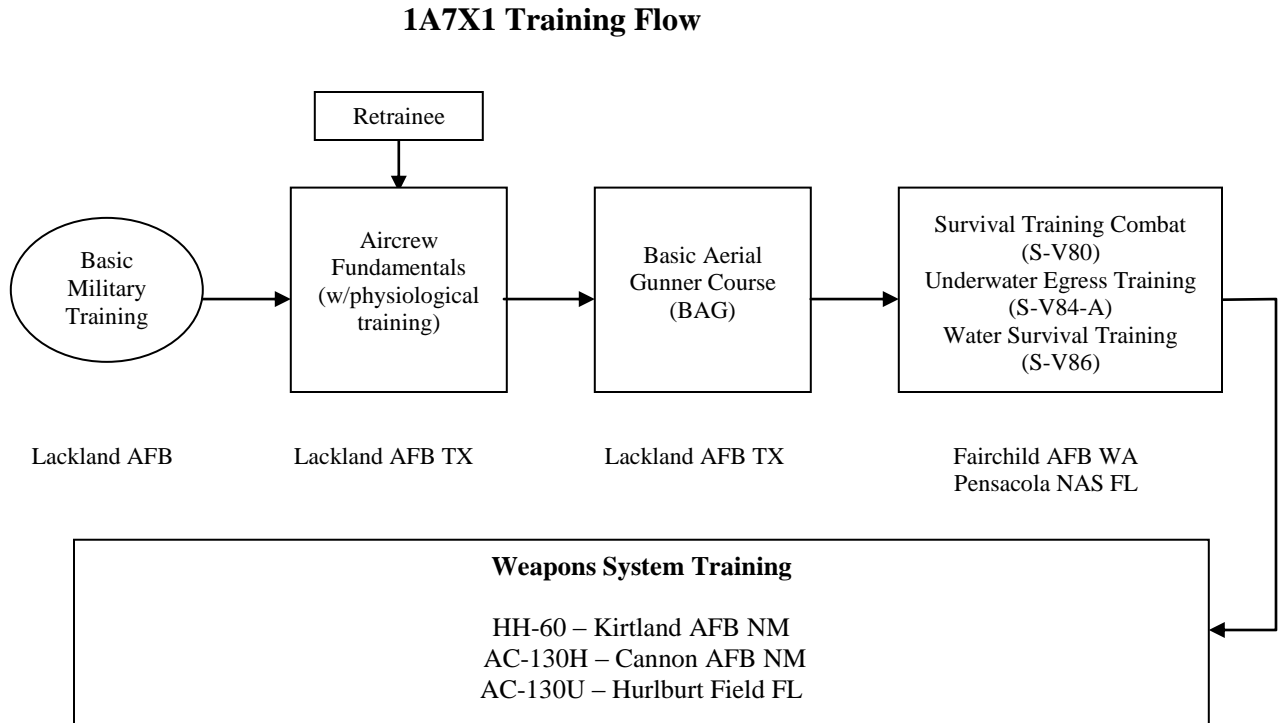 1A7X1 Training Flow
Retrainee
Basic
Military
Training
Aircrew
Fundamentals
(w/physiological
training)
Basic Aerial
Gunner Course
(BAG)
Survival Training Combat
(S-V80)
Underwater Egress Training
(S-V84-A)
Water Survival Training
(S-V86)
Lackland AFB
Lackland AFB TX
Lackland AFB TX
Fairchild AFB WA
Pensacola NAS FL
Weapons System Training
HH-60 – Kirtland AFB NM
AC-130H – Cannon AFB NM
AC-130U – Hurlburt Field FL